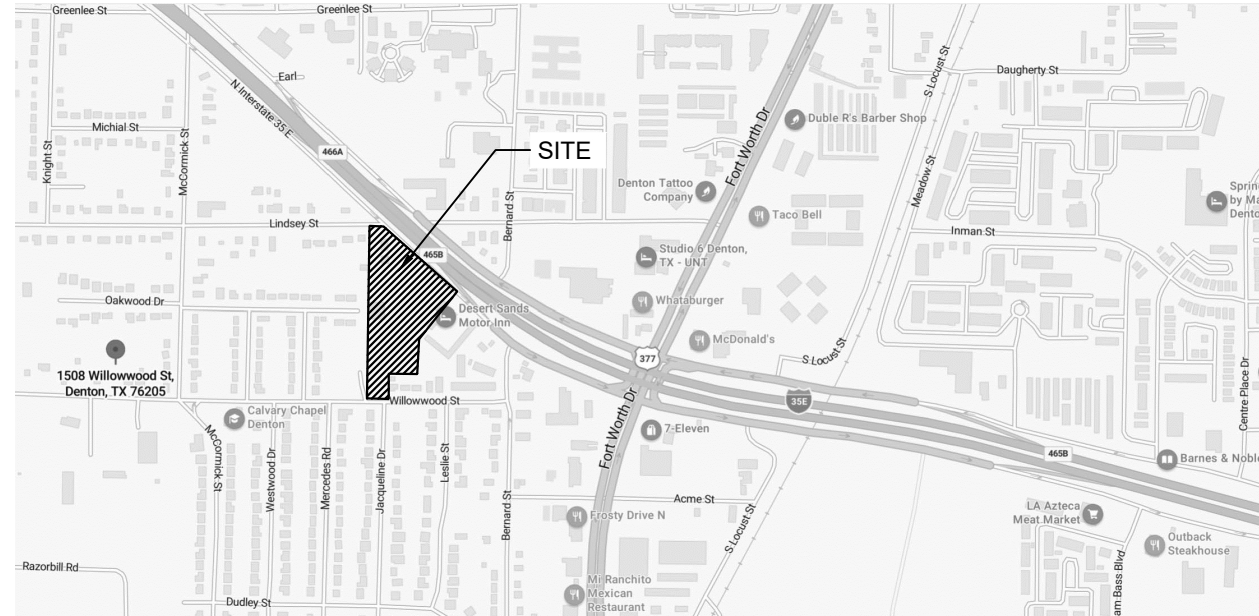 Greenlee St
Greenlee St
Earl
N Interstate 35 E
Michial St
Knight St
McCormick St
466A
SITE
Fort Worth Dr
Duble R's Barber Shop
Daugherty St
S Locust St
Meadow St
Denton Tattoo
Company
Taco Bell
Bernard St
Lindsey St
465B
Studio 6 Denton,
TX - UNT
Inman St
Oakwood Dr
Desert Sands
Motor Inn
Whataburger
McDonald's
377
S Locust St
1508 Willowwood St,
Denton, TX 76205
Willowwood St
35E
Centre Place Dr
Calvary Chapel
Denton
McCormick St
Westwood Dr
Mercedes Rd
Jacqueline Dr
Leslie St
Bernard St
Fort Worth Dr
7-Eleven
465B
Barnes & Noble
Acme St
Frosty Drive N
S Locust St
LA Azteca
Meat Market
Outback
Steakhouse
Razorbill Rd
Mi Ranchito
Mexican
Restaurant
Dudley St
am Bass Blvd